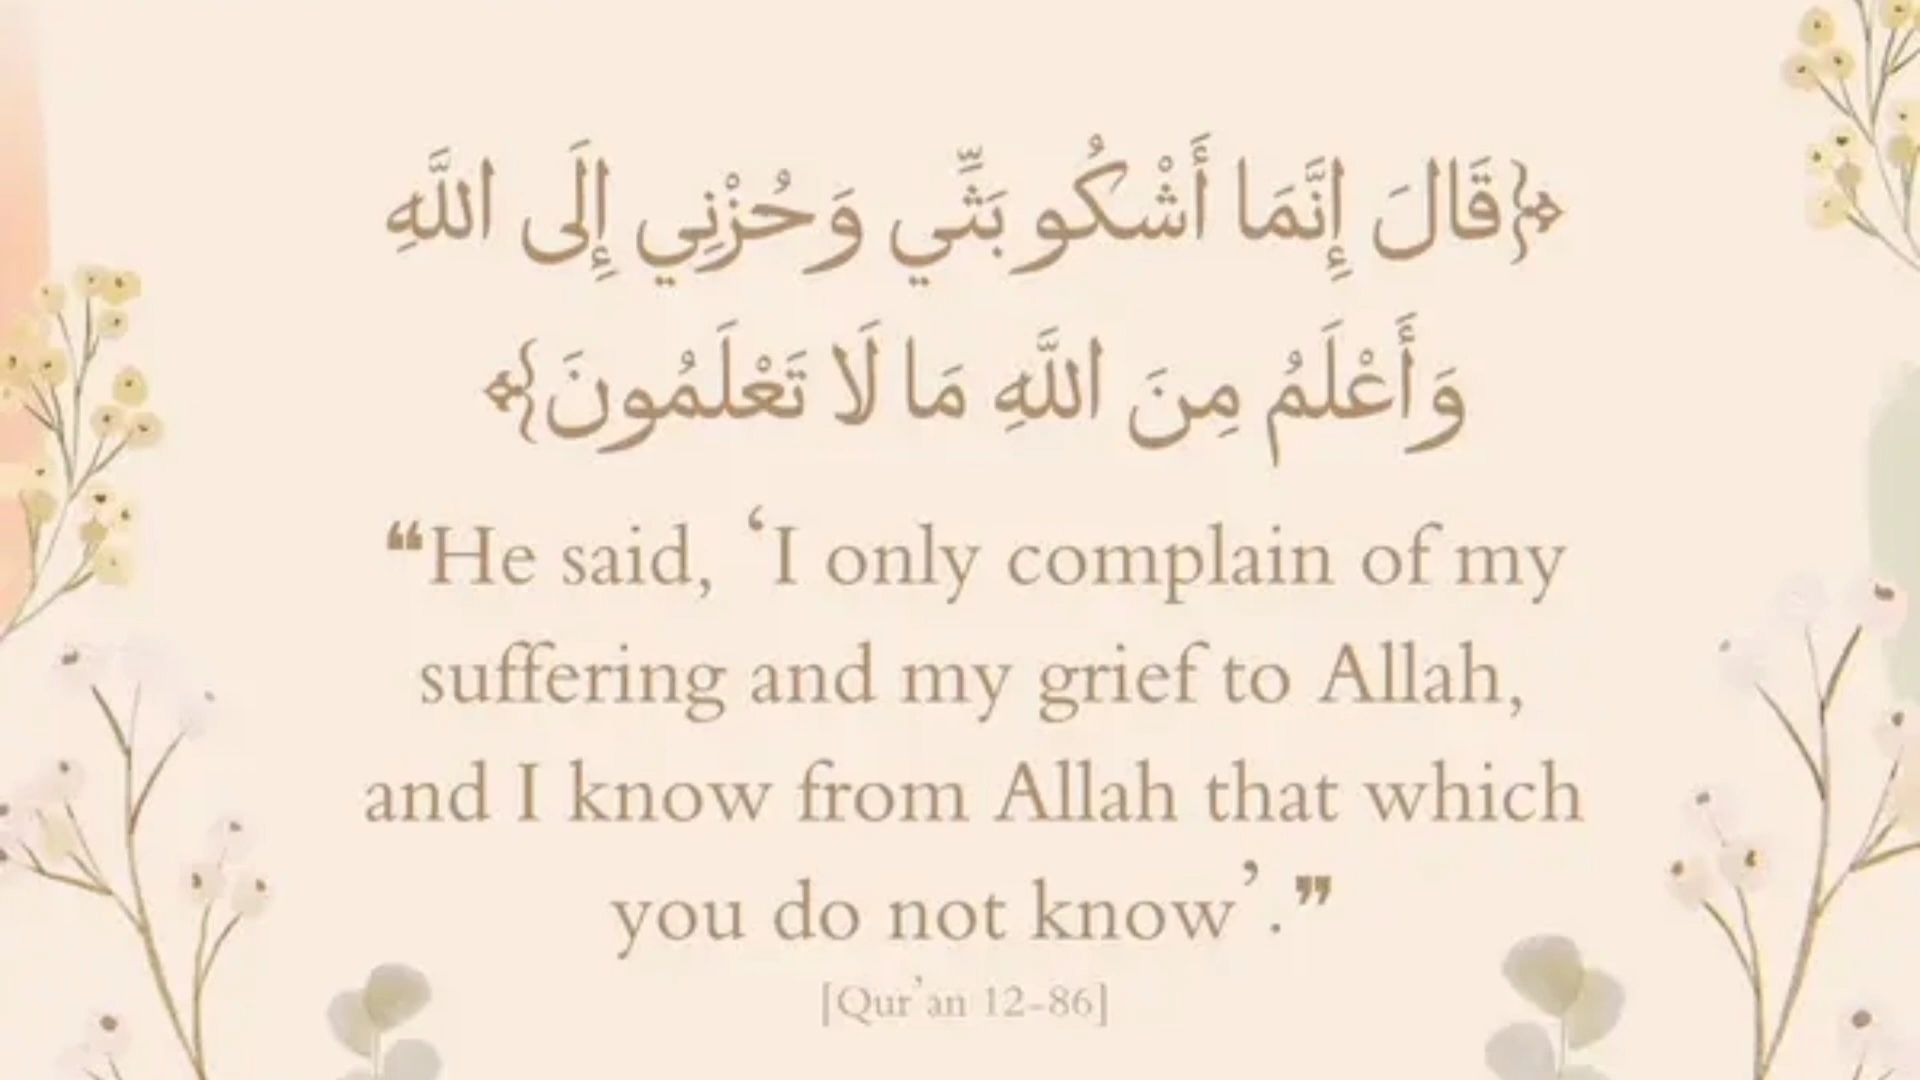 ﴿قَالَ إِنَّمَا أَشْكُو بَثِّي وَحُزْنِي إِلَى اللَّهِ
وَأَعْلَمُ مِنَ اللَّهِ مَا لَا تَعْلَمُونَ﴾
❝He said, ‘I only complain of my
suffering and my grief to Allah,
and I know from Allah that which
you do not know’.❞
[Qur’an 12-86]